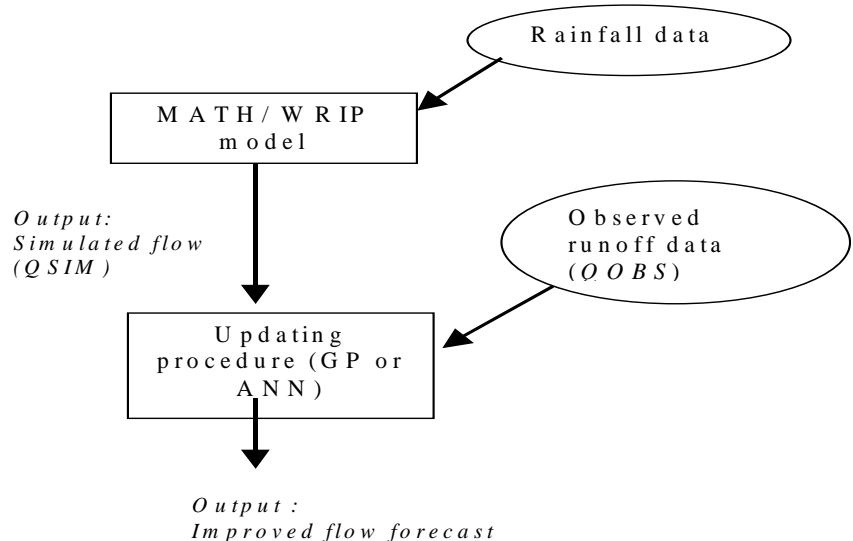 Rainfall data
MATH/WRIP
model
Output:
Simulated flow
(QSIM)
Observed
runoff data
(QOBS)
Updating
procedure (GP or
ANN)
Output:
Improved flow forecast